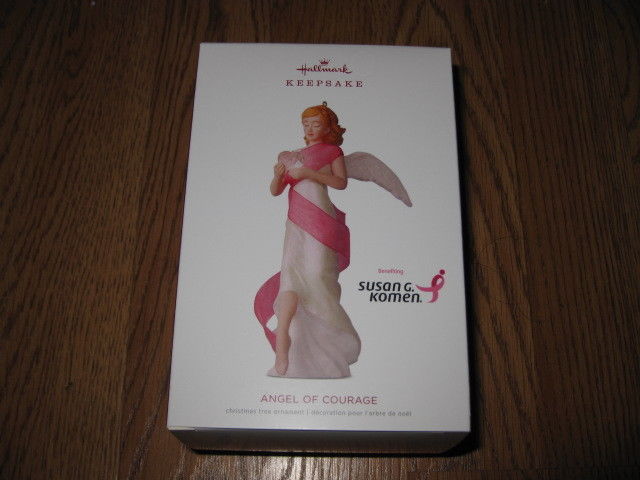 Hallmark
KEEPSAKE
benefiting
susan G.
komen.
ANGEL OF COURAGE
christmas tree ornament | décoration pour l'arbre de noël